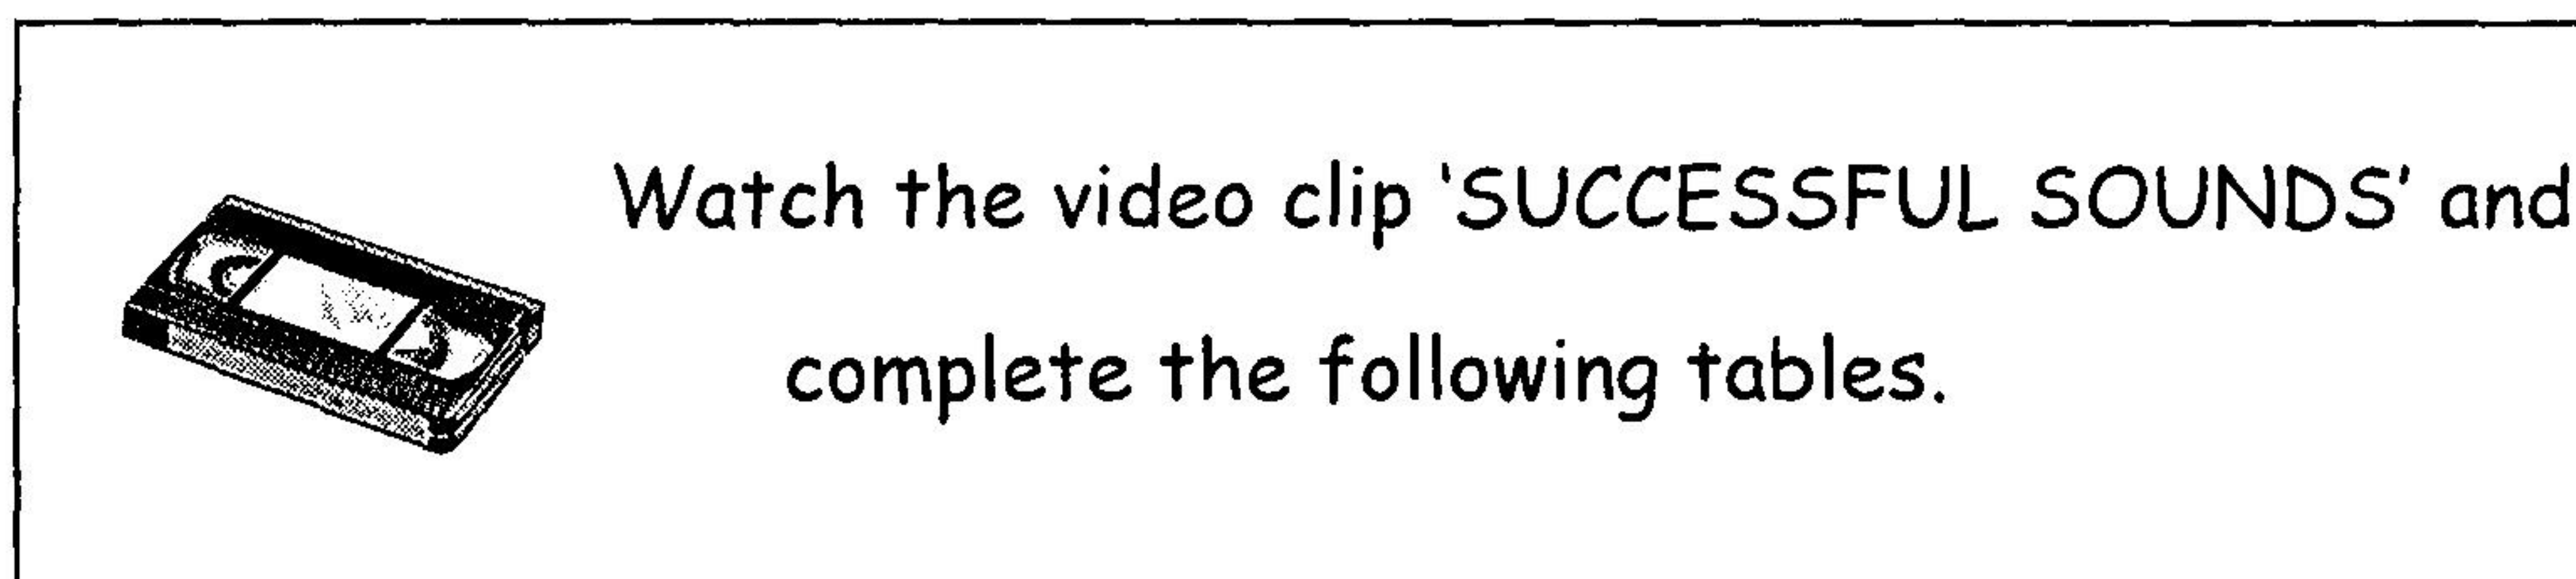 Watch the video clip 'SUCCESSFUL SOUNDS' and
complete the following tables.